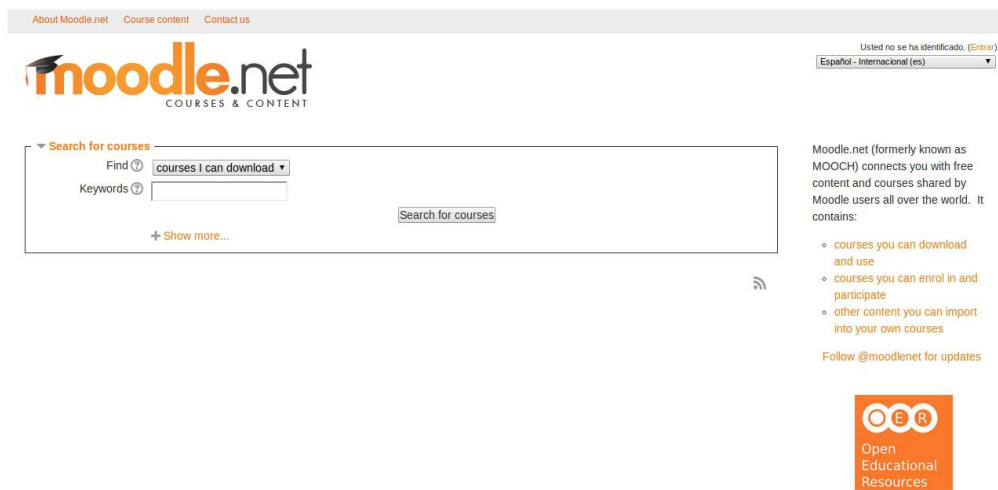 About Moodle.net Course content Contact us
Usted no se ha identificado. (Entrar)
Español - Internacional (es)
moodle.net
COURSES & CONTENT
Search for courses
Find courses I can download
Keywords
Search for courses
Show more...
Moodle.net (formerly known as
MOOCH) connects you with free
content and courses shared by
Moodle users all over the world. It
contains:
courses you can download
and use
courses you can enrol in and
participate
other content you can import
into your own courses
Follow @moodlenet for updates
OER
Open
Educational
Resources